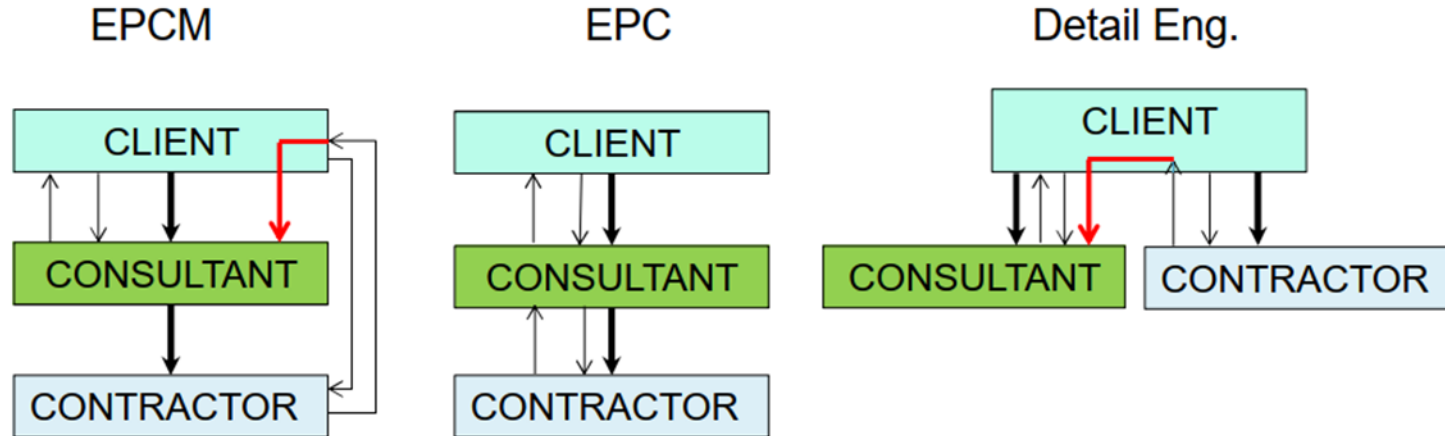 EPCM
EPC
Detail Eng.
CLIENT
CLIENT
CLIENT
CONSULTANT
CONSULTANT
CONSULTANT
CONTRACTOR
CONTRACTOR
CONTRACTOR